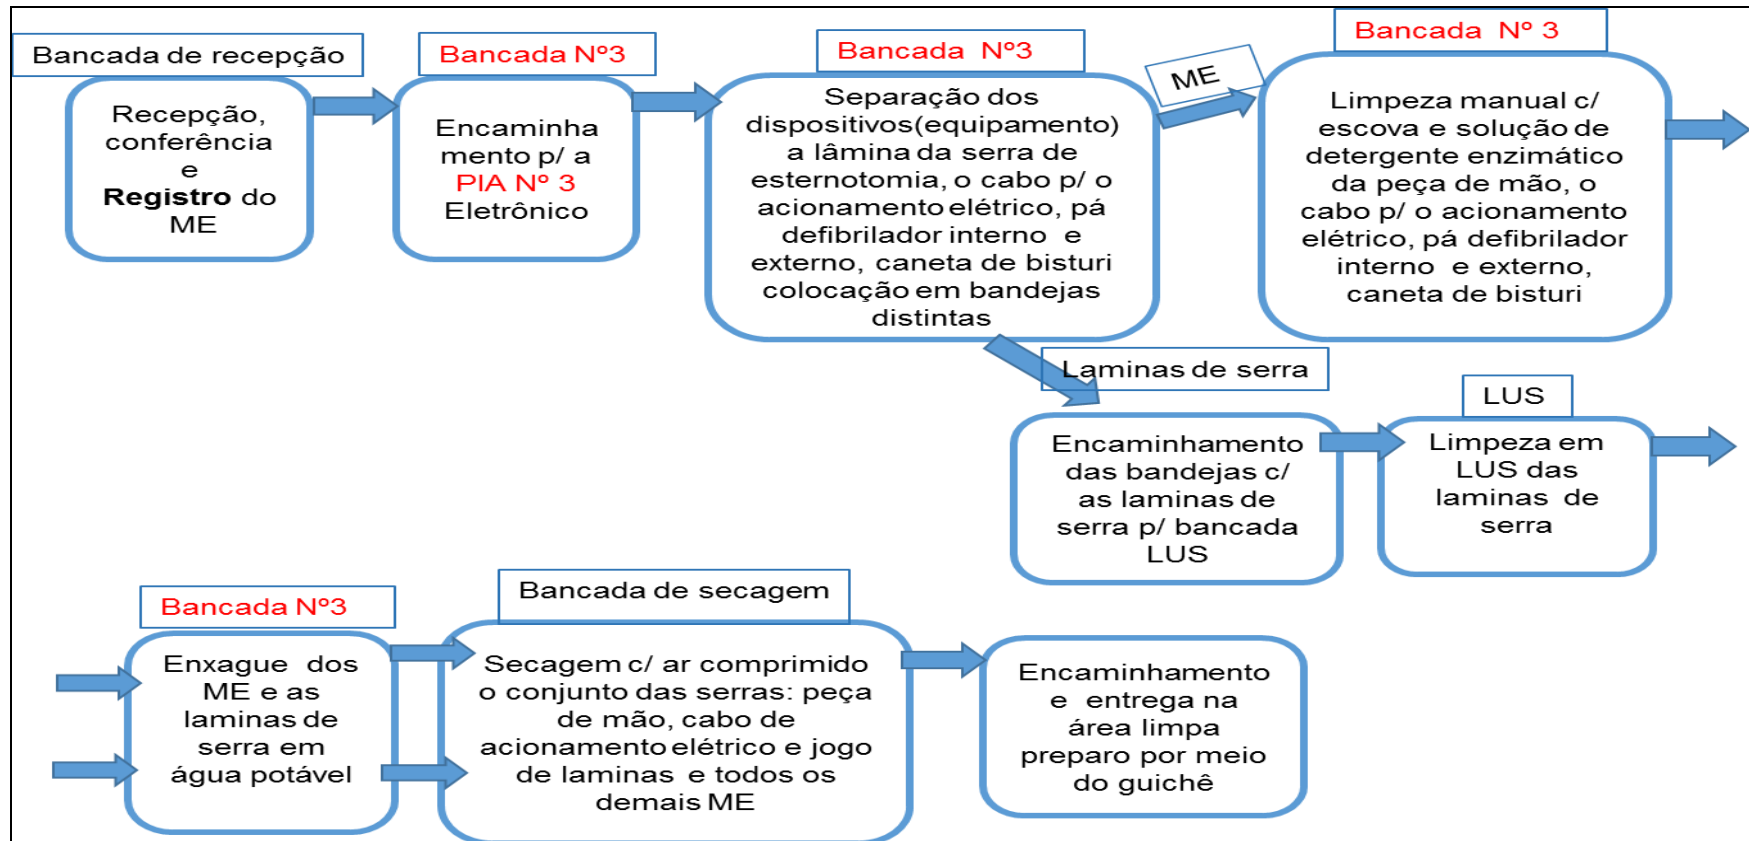 Bancada de recepção
Recepção,
conferência
e
Registro do
ME
Bancada Nº3
Encaminha
mento p/ a
PIA Nº 3
Eletrônico
Bancada Nº3
Separação dos
dispositivos(equipamento)
a lâmina da serra de
esternotomia, o cabo p/ o
acionamento elétrico, pá
defibrilador interno e
externo, caneta de bisturi
colocação em bandejas
distintas
ME
Bancada Nº 3
Limpeza manual c/
escova e solução de
detergente enzimático
da peça de mão, o
cabo p/ o acionamento
elétrico, pá defibrilador
interno e externo,
caneta de bisturi
Laminas de serra
Encaminhamento
das bandejas c/
as laminas de
serra p/ bancada
LUS
LUS
Limpeza em
LUS das
laminas de
serra
Bancada Nº3
Enxague dos
ME e as
laminas de
serra em
água potável
Bancada de secagem
Secagem c/ ar comprimido
o conjunto das serras: peça
de mão, cabo de
acionamento elétrico e jogo
de laminas e todos os
demais ME
Encaminhamento
e entrega na
área limpa
preparo por meio
do guichê